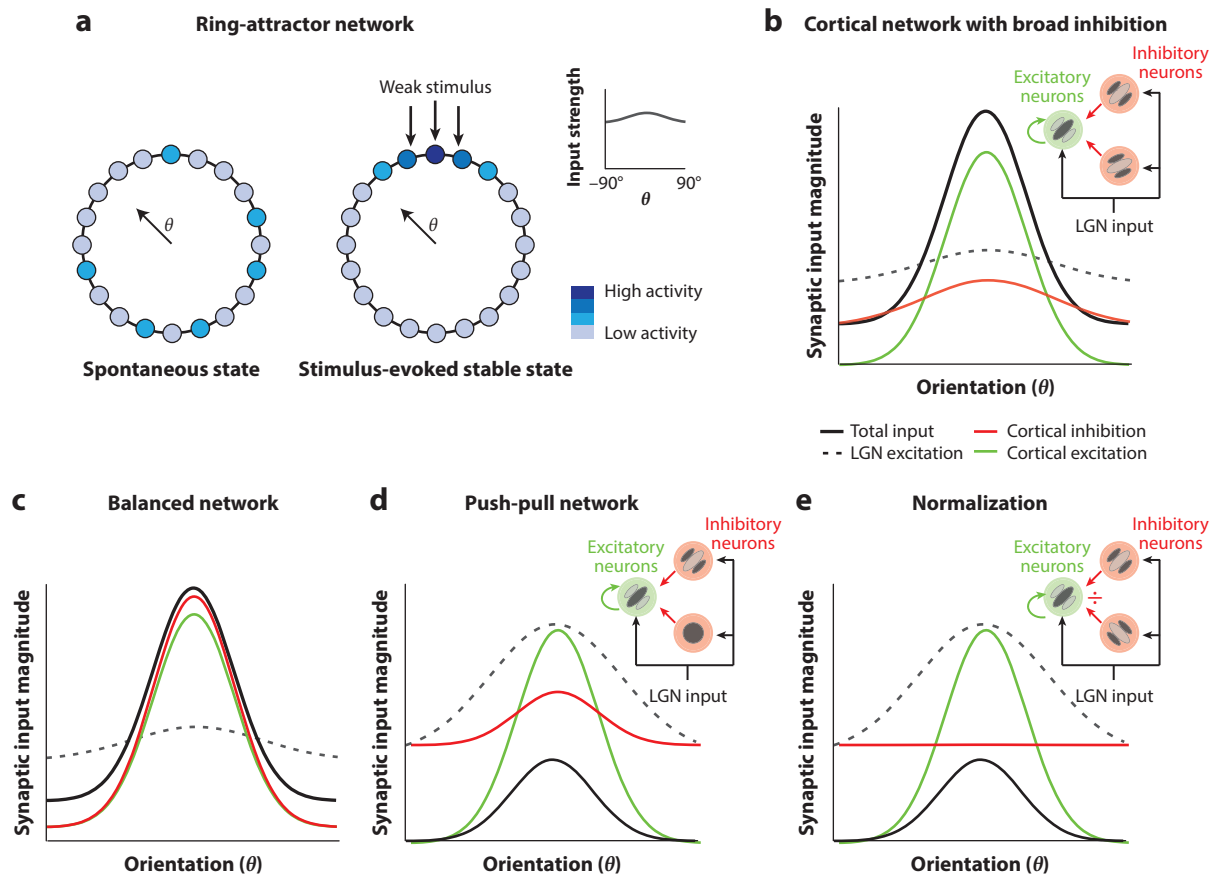 a Ring-attractor network
Weak stimulus
Input strength
−90° 90°
θ
θ
θ
High activity
Low activity
Spontaneous state
Stimulus-evoked stable state
b Cortical network with broad inhibition
Inhibitory
neurons
Excitatory
neurons
LGN input
Synaptic input magnitude
Orientation (θ)
Total input
Cortical inhibition
LGN excitation
Cortical excitation
c Balanced network
Synaptic input magnitude
Orientation (θ)
d Push-pull network
Inhibitory
neurons
Excitatory
neurons
LGN input
Synaptic input magnitude
Orientation (θ)
e Normalization
Inhibitory
neurons
Excitatory
neurons
÷
LGN input
Synaptic input magnitude
Orientation (θ)